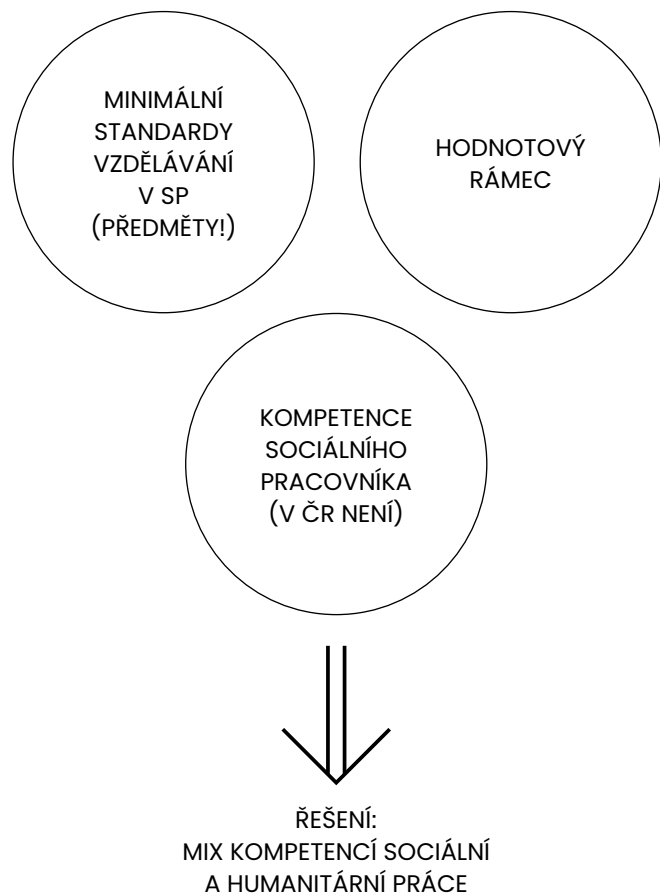 MINIMÁLNÍ
STANDARDY
VZDĚLÁVÁNÍ
V SP
(PŘEDMĚTY!)
HODNOTOVÝ
RÁMEC
KOMPETENCE
SOCIÁLNÍHO
PRACOVNÍKA
(V ČR NENÍ)
ŘEŠENÍ:
MIX KOMPETENCÍ SOCIÁLNÍ
A HUMANITÁRNÍ PRÁCE